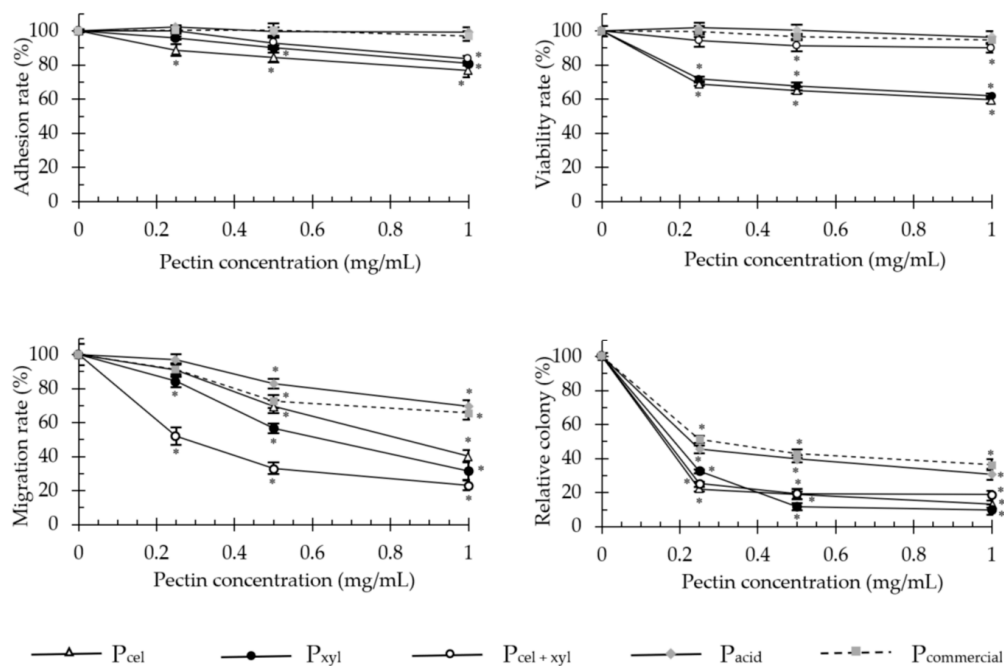 100
80
60
40
20
0
Adhesion rate (%)
0 0.2 0.4 0.6 0.8 1
Pectin concentration (mg/mL)
100
80
60
40
20
0
Viability rate (%)
0 0.2 0.4 0.6 0.8 1
Pectin concentration (mg/mL)
100
80
60
40
20
0
Migration rate (%)
0 0.2 0.4 0.6 0.8 1
Pectin concentration (mg/mL)
100
80
60
40
20
0
Relative colony (%)
0 0.2 0.4 0.6 0.8 1
Pectin concentration (mg/mL)
Pcel Pxyl Pcel + xyl Pacid Pcommercial